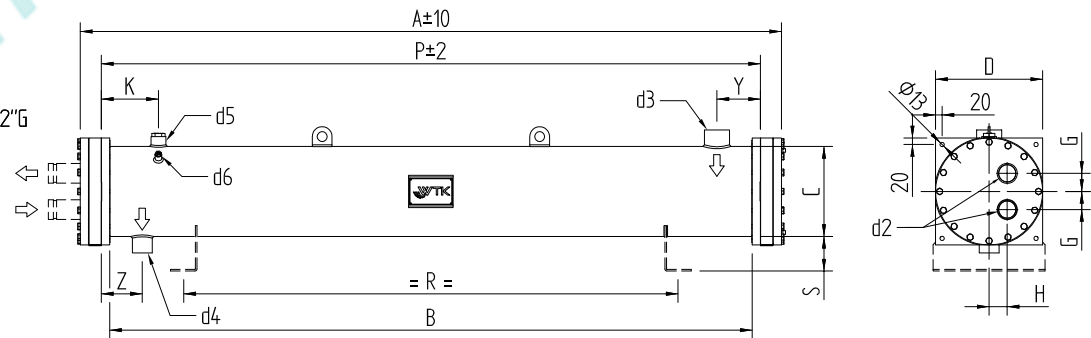 A±10
P±2
K
Y
D
2"G
d5
d3
Ø13
20
G
d6
WTK
C
20
d2
G
Z
= R =
S
H
d4
B